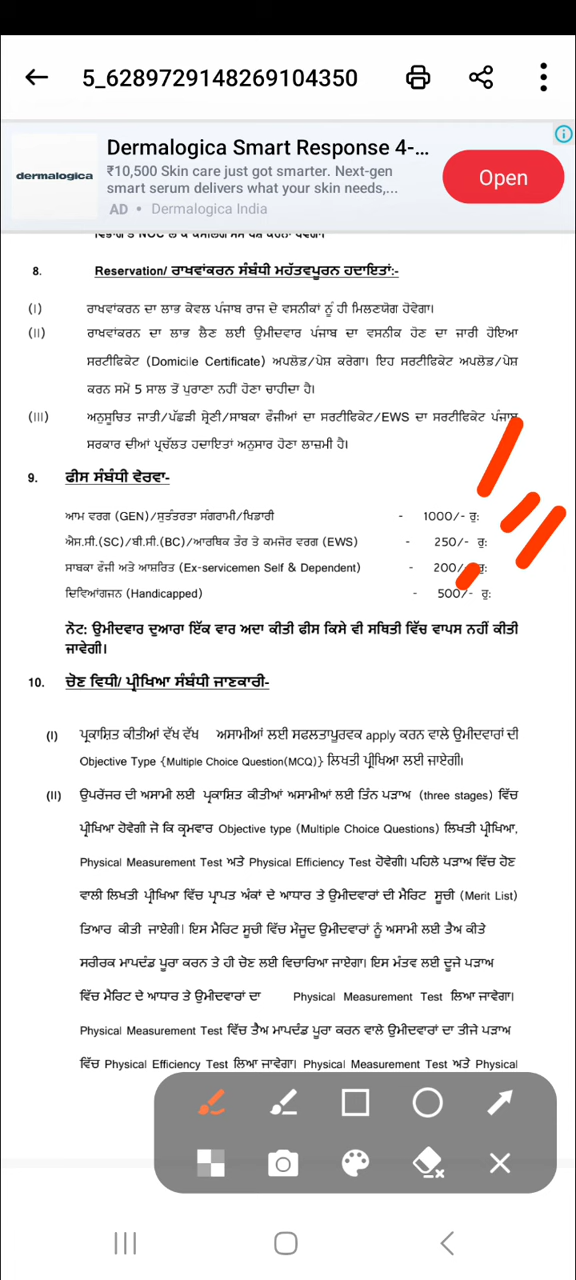 5_6289729148269104350
Dermalogica Smart Response 4-...
dermalogica
₹10,500 Skin care just got smarter. Next-gen
smart serum delivers what your skin needs,...
Open
AD • Dermalogica India
8. Reservation/ ਰਾਖਵਾਂਕਰਨ ਸੰਬੰਧੀ ਮਹੱਤਵਪੂਰਨ ਹਦਾਇਤਾਂ:-
(I) ਰਾਖਵਾਂਕਰਨ ਦਾ ਲਾਭ ਕੇਵਲ ਪੰਜਾਬ ਰਾਜ ਦੇ ਵਸਨੀਕਾਂ ਨੂੰ ਹੀ ਮਿਲਣਯੋਗ ਹੋਵੇਗਾ।
(II) ਰਾਖਵਾਂਕਰਨ ਦਾ ਲਾਭ ਲੈਣ ਲਈ ਉਮੀਦਵਾਰ ਪੰਜਾਬ ਦਾ ਵਸਨੀਕ ਹੋਣ ਦਾ ਜਾਰੀ ਹੋਇਆ
ਸਰਟੀਫਿਕੇਟ (Domicile Certificate) ਅਪਲੋਡ/ਪੇਸ਼ ਕਰੇਗਾ। ਇਹ ਸਰਟੀਫਿਕੇਟ ਅਪਲੋਡ/ਪੇਸ਼
ਕਰਨ ਸਮੇਂ 5 ਸਾਲ ਤੋਂ ਪੁਰਾਣਾ ਨਹੀਂ ਹੋਣਾ ਚਾਹੀਦਾ ਹੈ।
(III) ਅਨੁਸੂਚਿਤ ਜਾਤੀ/ਪੱਛੜੀ ਸ਼੍ਰੇਣੀ/ਸਾਬਕਾ ਫੌਜੀਆਂ ਦਾ ਸਰਟੀਫਿਕੇਟ/EWS ਦਾ ਸਰਟੀਫਿਕੇਟ ਪੰਜਾਬ
ਸਰਕਾਰ ਦੀਆਂ ਪ੍ਰਚੱਲਤ ਹਦਾਇਤਾਂ ਅਨੁਸਾਰ ਹੋਣਾ ਲਾਜ਼ਮੀ ਹੈ।
9. ਫੀਸ ਸੰਬੰਧੀ ਵੇਰਵਾ-
ਆਮ ਵਰਗ (GEN)/ਸੁਤੰਤਰਤਾ ਸੰਗਰਾਮੀ/ਖਿਡਾਰੀ - 1000/- ਰੁ:
ਐਸ.ਸੀ.(SC)/ਬੀ.ਸੀ.(BC)/ਆਰਥਿਕ ਤੌਰ ਤੇ ਕਮਜੋਰ ਵਰਗ (EWS) - 250/- ਰੁ:
ਸਾਬਕਾ ਫੌਜੀ ਅਤੇ ਆਸ਼ਰਿਤ (Ex-servicemen Self & Dependent) - 200/- ਰੁ:
ਦਿਵਿਆਂਗਜਨ (Handicapped) - 500/- ਰੁ:
ਨੋਟ: ਉਮੀਦਵਾਰ ਦੁਆਰਾ ਇੱਕ ਵਾਰ ਅਦਾ ਕੀਤੀ ਫੀਸ ਕਿਸੇ ਵੀ ਸਥਿਤੀ ਵਿੱਚ ਵਾਪਸ ਨਹੀਂ ਕੀਤੀ
ਜਾਵੇਗੀ।
10. ਚੋਣ ਵਿਧੀ/ ਪ੍ਰੀਖਿਆ ਸੰਬੰਧੀ ਜਾਣਕਾਰੀ-
(I) ਪ੍ਰਕਾਸ਼ਿਤ ਕੀਤੀਆਂ ਵੱਖ ਵੱਖ ਅਸਾਮੀਆਂ ਲਈ ਸਫਲਤਾਪੂਰਵਕ apply ਕਰਨ ਵਾਲੇ ਉਮੀਦਵਾਰਾਂ ਦੀ
Objective Type {Multiple Choice Question(MCQ)} ਲਿਖਤੀ ਪ੍ਰੀਖਿਆ ਲਈ ਜਾਏਗੀ।
(II) ਉਪਰੇਂਜਰ ਦੀ ਅਸਾਮੀ ਲਈ ਪ੍ਰਕਾਸ਼ਿਤ ਕੀਤੀਆਂ ਅਸਾਮੀਆਂ ਲਈ ਤਿੰਨ ਪੜਾਅ (three stages) ਵਿੱਚ
ਪ੍ਰੀਖਿਆ ਹੋਵੇਗੀ ਜੋ ਕਿ ਕ੍ਰਮਵਾਰ Objective type (Multiple Choice Questions) ਲਿਖਤੀ ਪ੍ਰੀਖਿਆ,
Physical Measurement Test ਅਤੇ Physical Efficiency Test ਹੋਵੇਗੀ। ਪਹਿਲੇ ਪੜਾਅ ਵਿੱਚ ਹੋਣ
ਵਾਲੀ ਲਿਖਤੀ ਪ੍ਰੀਖਿਆ ਵਿੱਚ ਪ੍ਰਾਪਤ ਅੰਕਾਂ ਦੇ ਆਧਾਰ ਤੇ ਉਮੀਦਵਾਰਾਂ ਦੀ ਮੈਰਿਟ ਸੂਚੀ (Merit List)
ਤਿਆਰ ਕੀਤੀ ਜਾਏਗੀ। ਇਸ ਮੈਰਿਟ ਸੂਚੀ ਵਿੱਚ ਮੌਜੂਦ ਉਮੀਦਵਾਰਾਂ ਨੂੰ ਅਸਾਮੀ ਲਈ ਤੈਅ ਕੀਤੇ
ਸਰੀਰਕ ਮਾਪਦੰਡ ਪੂਰਾ ਕਰਨ ਤੇ ਹੀ ਚੋਣ ਲਈ ਵਿਚਾਰਿਆ ਜਾਏਗਾ। ਇਸ ਮੰਤਵ ਲਈ ਦੂਜੇ ਪੜਾਅ
ਵਿੱਚ ਮੈਰਿਟ ਦੇ ਆਧਾਰ ਤੇ ਉਮੀਦਵਾਰਾਂ ਦਾ Physical Measurement Test ਲਿਆ ਜਾਵੇਗਾ।
Physical Measurement Test ਵਿੱਚ ਤੈਅ ਮਾਪਦੰਡ ਪੂਰਾ ਕਰਨ ਵਾਲੇ ਉਮੀਦਵਾਰਾਂ ਦਾ ਤੀਜੇ ਪੜਾਅ
ਵਿੱਚ Physical Efficiency Test ਲਿਆ ਜਾਵੇਗਾ। Physical Measurement Test ਅਤੇ Physical